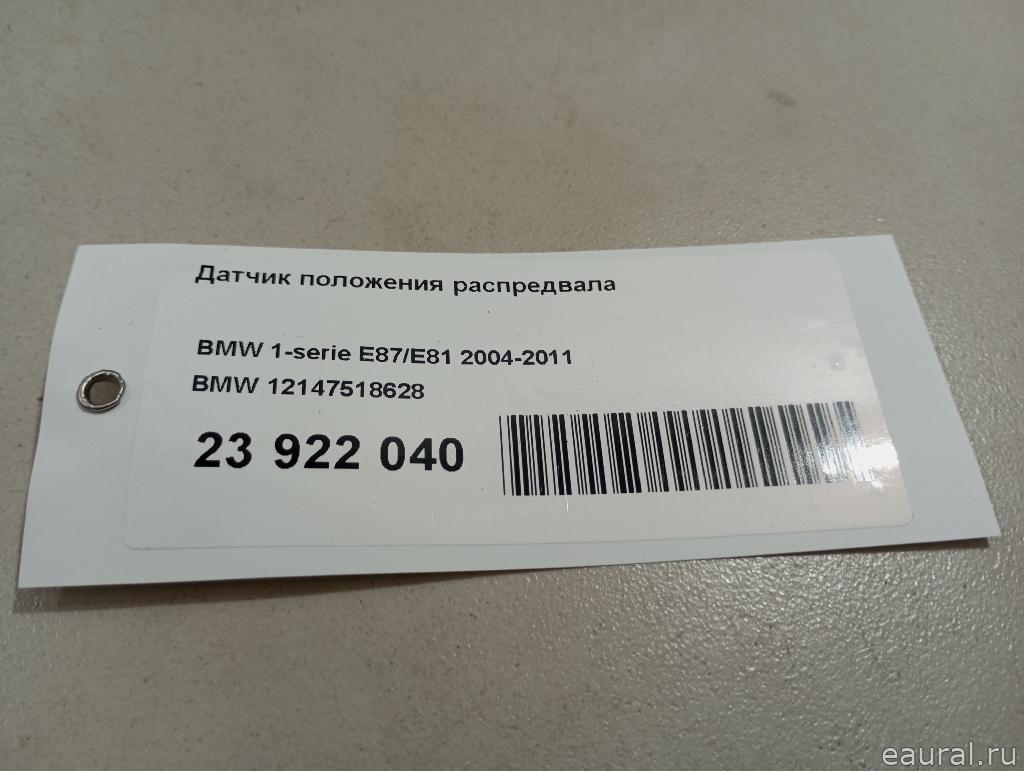 Датчик положения распредвала
BMW 1-serie E87/E81 2004-2011
BMW 12147518628
23 922 040
eaural.ru